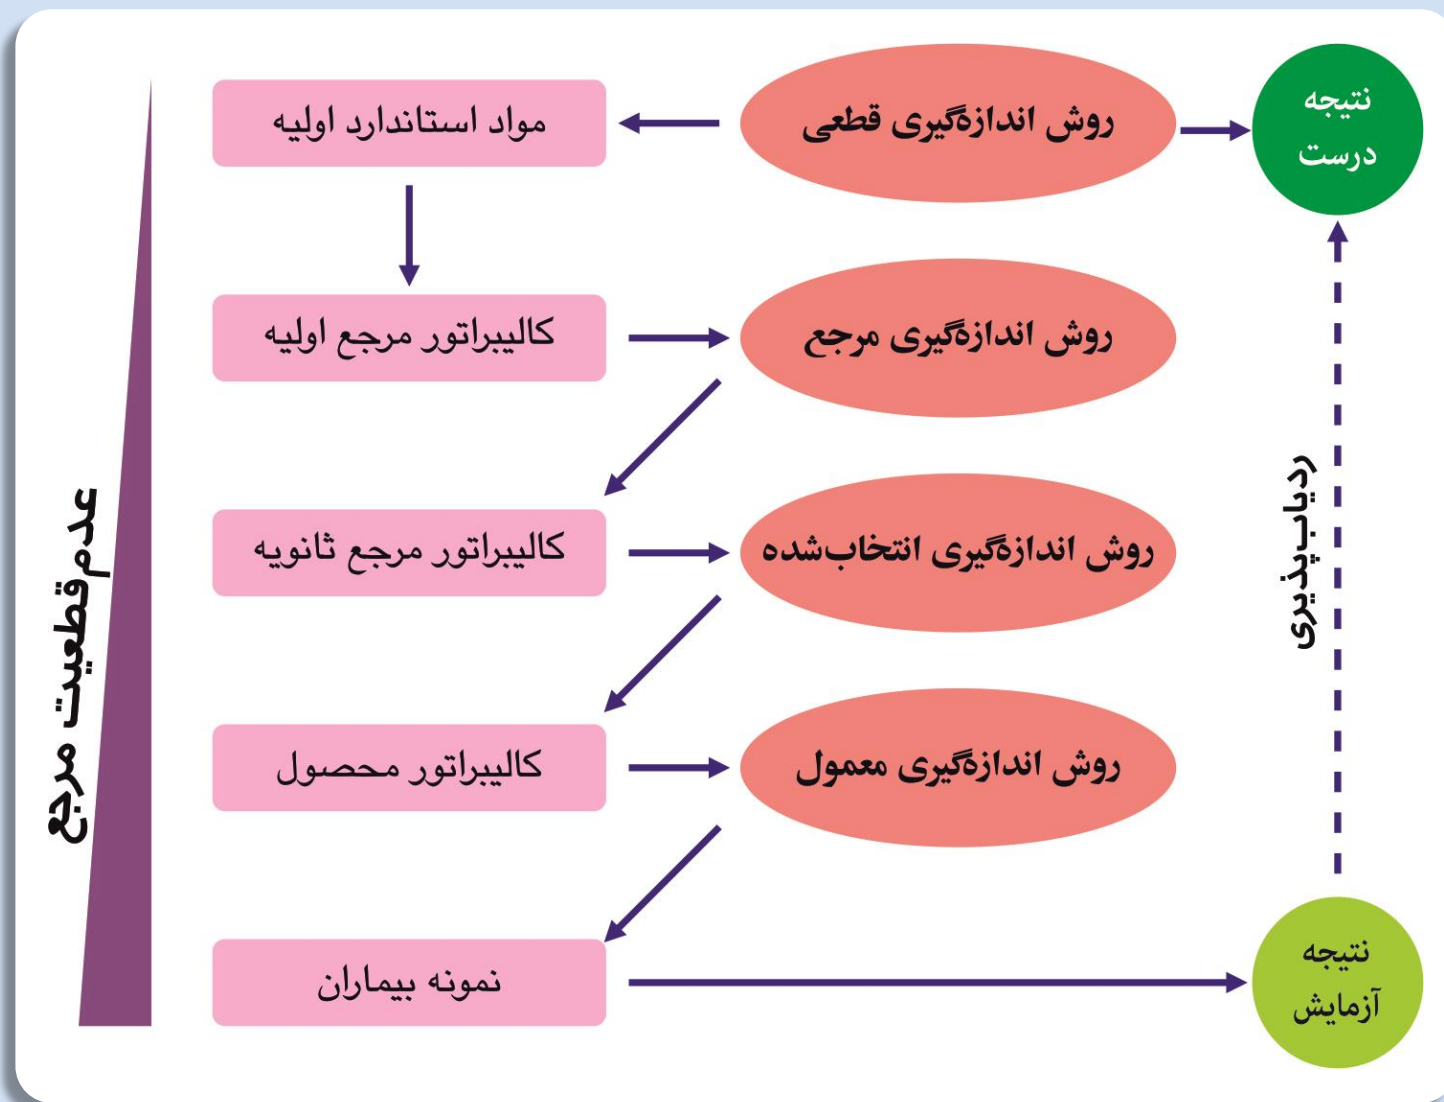 نتیجه
درست
روش اندازه‌گیری قطعی
مواد استاندارد اولیه
روش اندازه‌گیری مرجع
کالیبراتور مرجع اولیه
روش اندازه‌گیری انتخاب‌شده
کالیبراتور مرجع ثانویه
روش اندازه‌گیری معمول
کالیبراتور محصول
نمونه بیماران
نتیجه
آزمایش
ردیاب‌پذیری
عدم قطعیت مرجع